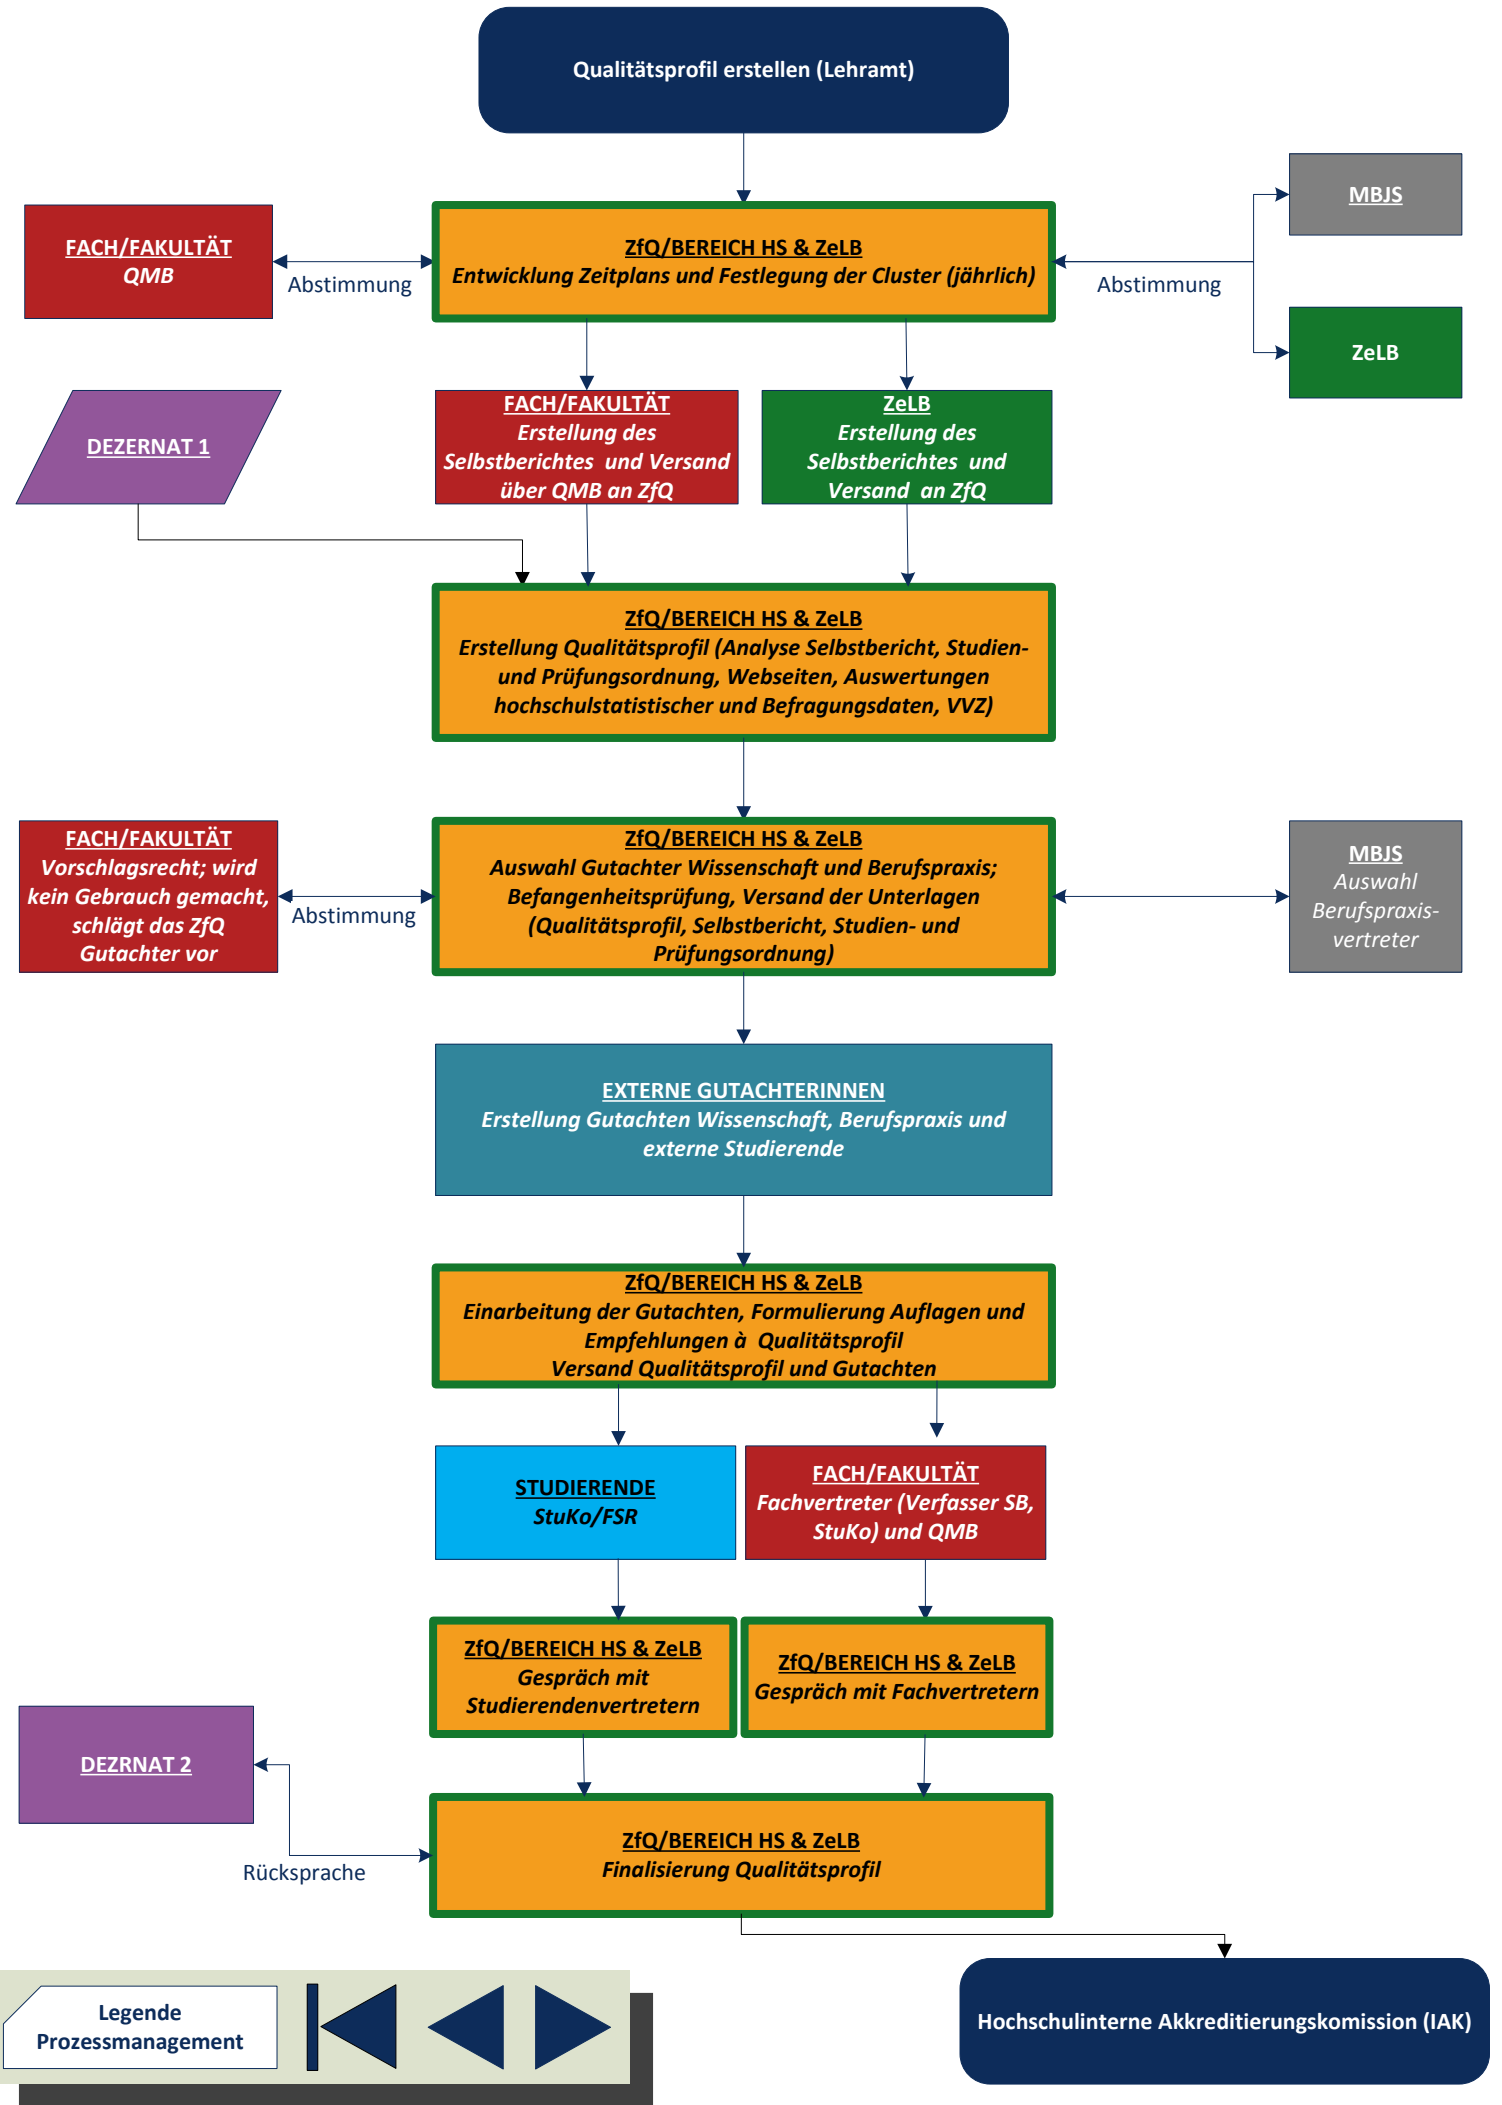 Qualitätsprofil erstellen (Lehramt)
MBJS
FACH/FAKULTÄT
QMB
Abstimmung
ZfQ/BEREICH HS & ZeLB
Entwicklung Zeitplans und Festlegung der Cluster (jährlich)
Abstimmung
ZeLB
DEZERNAT 1
FACH/FAKULTÄT
Erstellung des
Selbstberichtes und Versand
über QMB an ZfQ
ZeLB
Erstellung des
Selbstberichtes und
Versand an ZfQ
ZfQ/BEREICH HS & ZeLB
Erstellung Qualitätsprofil (Analyse Selbstbericht, Studien-
und Prüfungsordnung, Webseiten, Auswertungen
hochschulstatistischer und Befragungsdaten, VVZ)
FACH/FAKULTÄT
Vorschlagsrecht; wird
kein Gebrauch gemacht,
schlägt das ZfQ
Gutachter vor
Abstimmung
ZfQ/BEREICH HS & ZeLB
Auswahl Gutachter Wissenschaft und Berufspraxis;
Befangenheitsprüfung, Versand der Unterlagen
(Qualitätsprofil, Selbstbericht, Studien- und
Prüfungsordnung)
MBJS
Auswahl
Berufspraxis-
vertreter
EXTERNE GUTACHTERINNEN
Erstellung Gutachten Wissenschaft, Berufspraxis und
externe Studierende
ZfQ/BEREICH HS & ZeLB
Einarbeitung der Gutachten, Formulierung Auflagen und
Empfehlungen à Qualitätsprofil
Versand Qualitätsprofil und Gutachten
STUDIERENDE
StuKo/FSR
FACH/FAKULTÄT
Fachvertreter (Verfasser SB,
StuKo) und QMB
ZfQ/BEREICH HS & ZeLB
Gespräch mit
Studierendenvertretern
ZfQ/BEREICH HS & ZeLB
Gespräch mit Fachvertretern
DEZRNAT 2
Rücksprache
ZfQ/BEREICH HS & ZeLB
Finalisierung Qualitätsprofil
Legende
Prozessmanagement
Hochschulinterne Akkreditierungskomission (IAK)